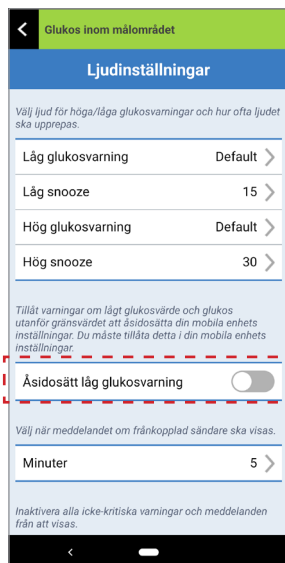 Glukos inom målområdet
Ljudinställningar
Välj ljud för höga/låga glukosvarningar och hur ofta ljudet
ska upprepas.
Låg glukosvarning Default
Låg snooze 15
Hög glukosvarning Default
Hög snooze 30
Tillåt varningar om lågt glukosvärde och glukos
utanför gränsvärdet att åsidosätta din mobila enhets
inställningar. Du måste tillåta detta i din mobila enhets
inställningar.
Åsidosätt låg glukosvarning
Välj när meddelandet om frånkopplad sändare ska visas.
Minuter 5
Inaktivera alla icke-kritiska varningar och meddelanden
från att visas.